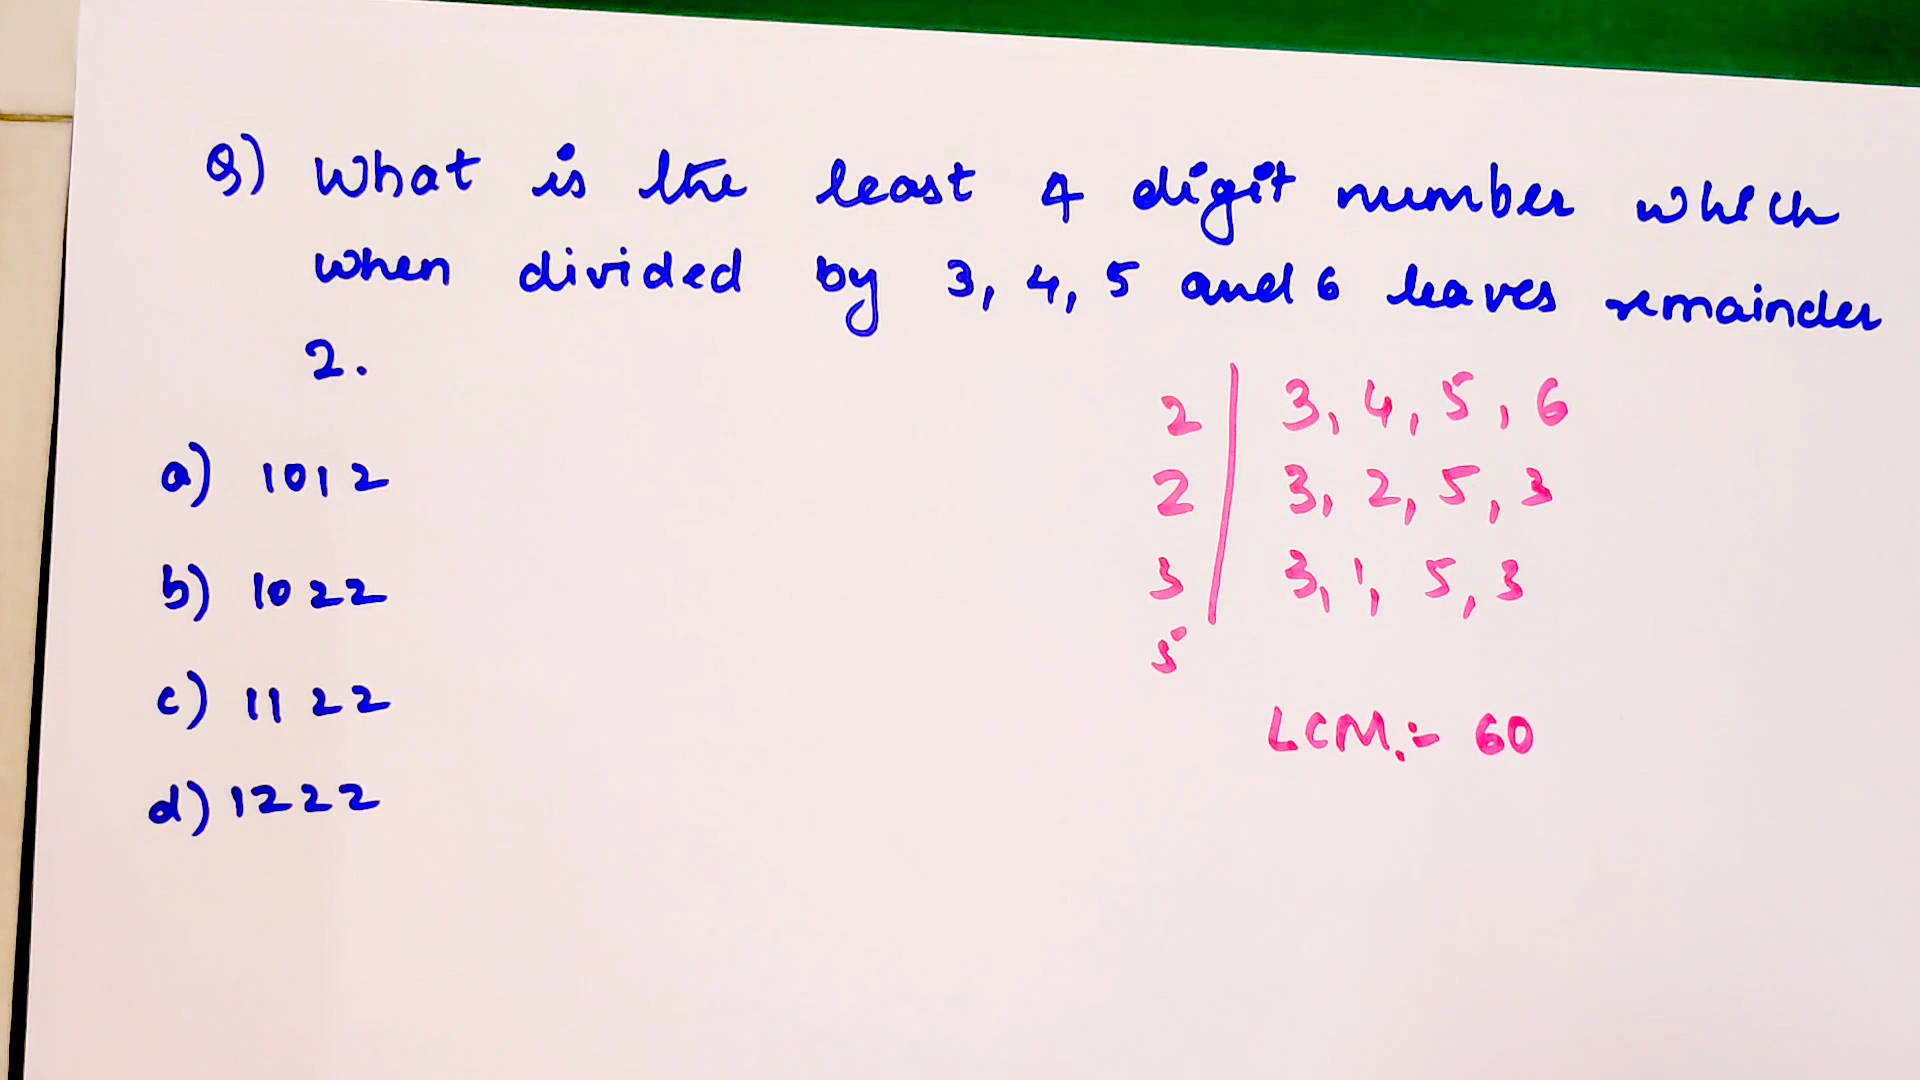 Q) What is the least 4 digit number which
when divided by 3, 4, 5 and 6 leaves remainder
2.
a) 1012
b) 1022
c) 1122
d) 1222
2 | 3, 4, 5, 6
2 | 3, 2, 5, 3
3 | 3, 1, 5, 3
5
LCM :- 60